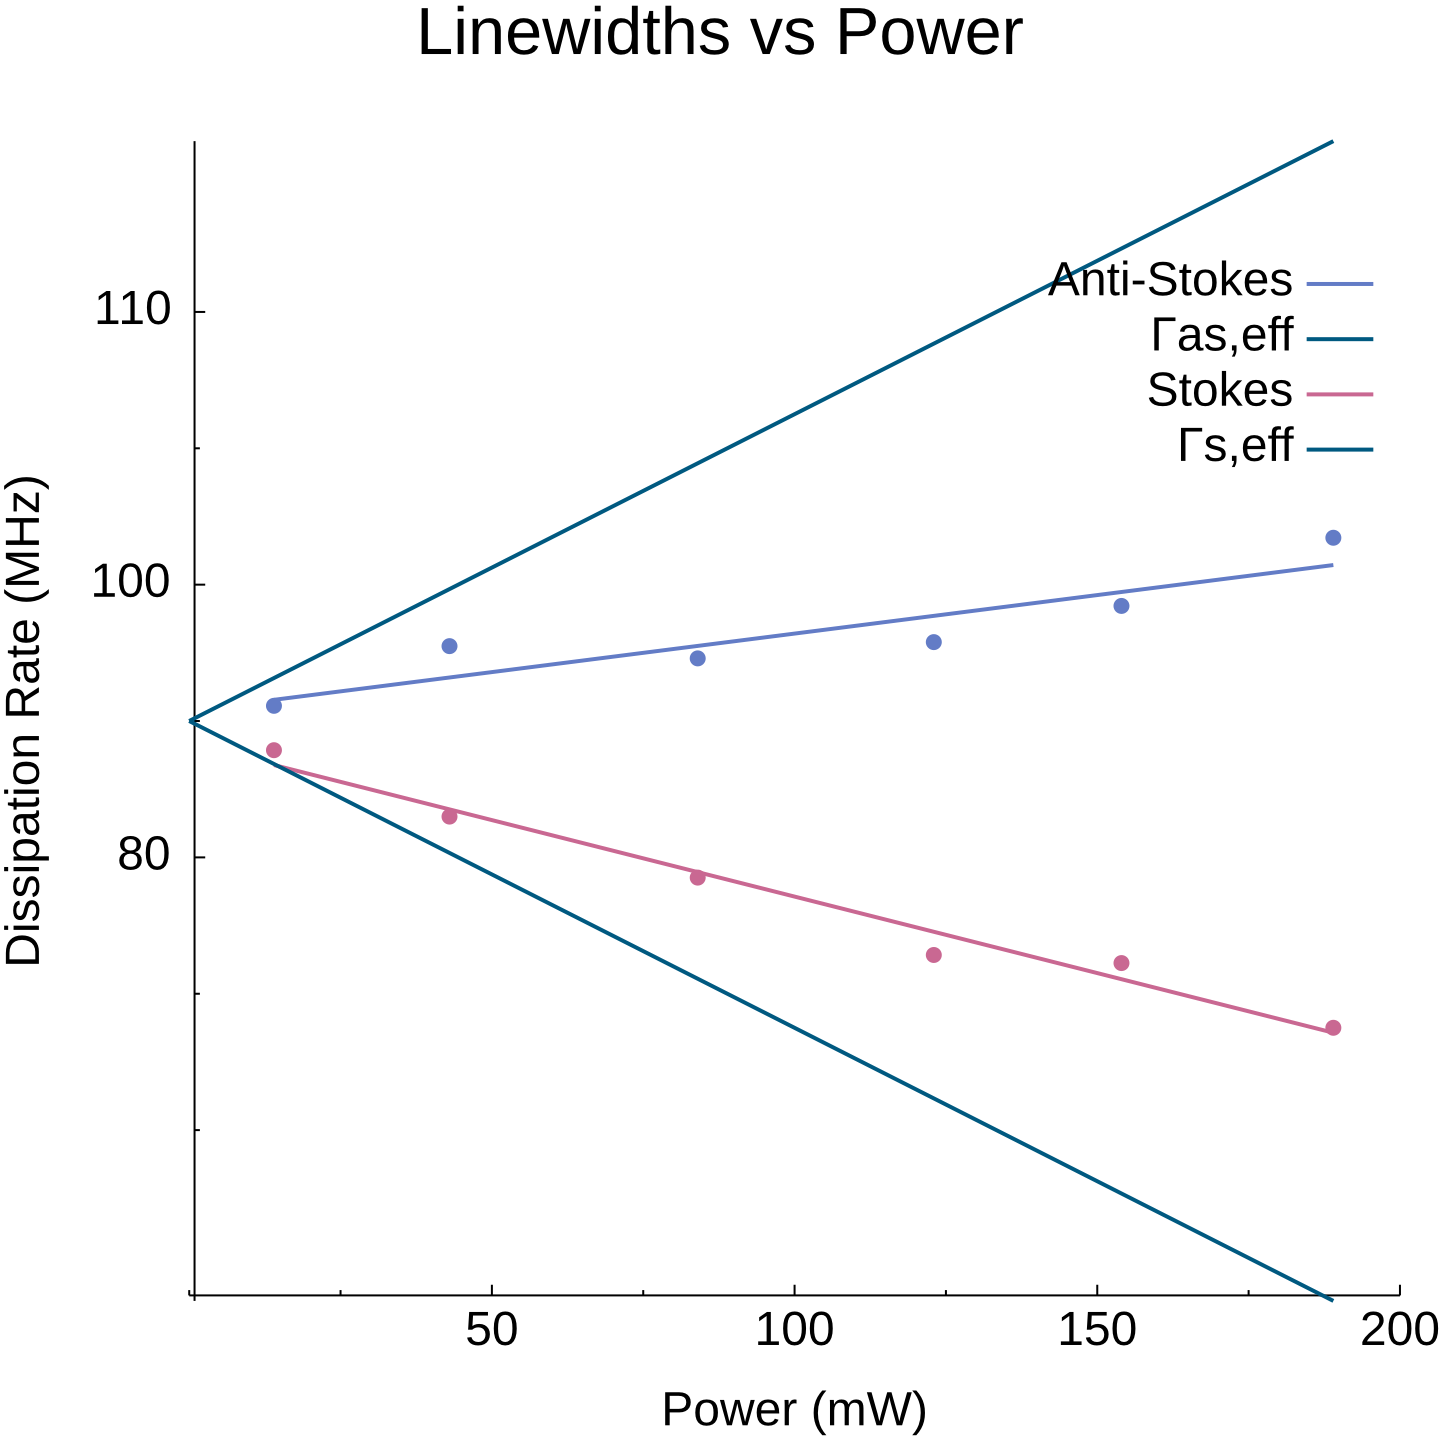 Linewidths vs Power
110
100
80
Dissipation Rate (MHz)
Anti-Stokes
Γas,eff
Stokes
Γs,eff
50
100
150
200
Power (mW)